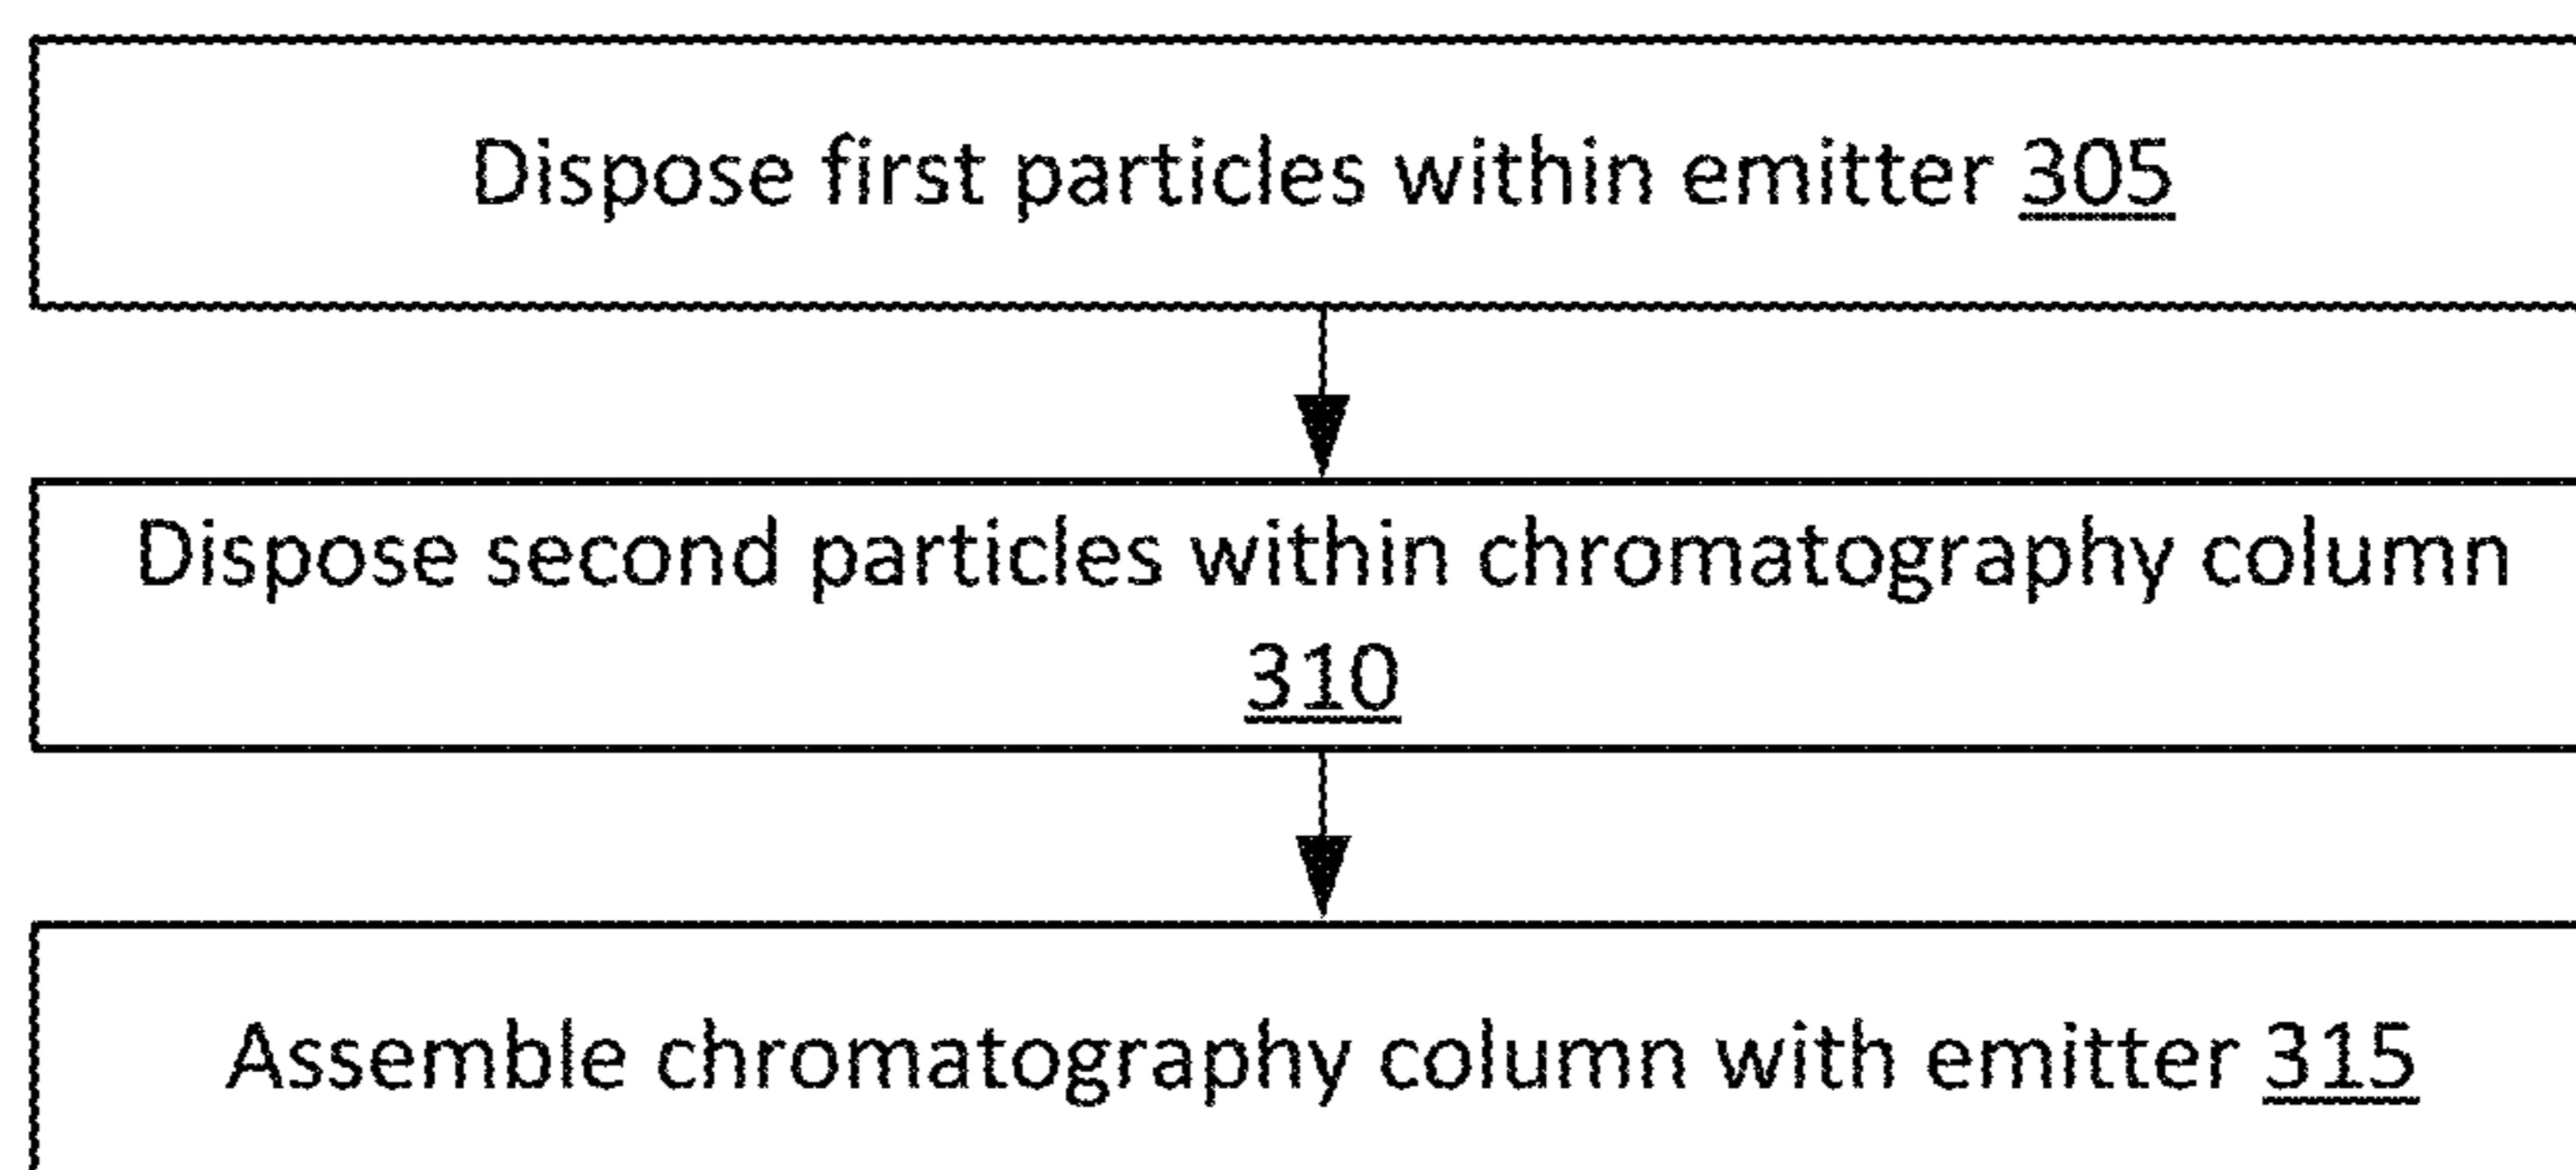 Dispose first particles within emitter 305
Dispose second particles within chromatography column
310
Assemble chromatography column with emitter 315